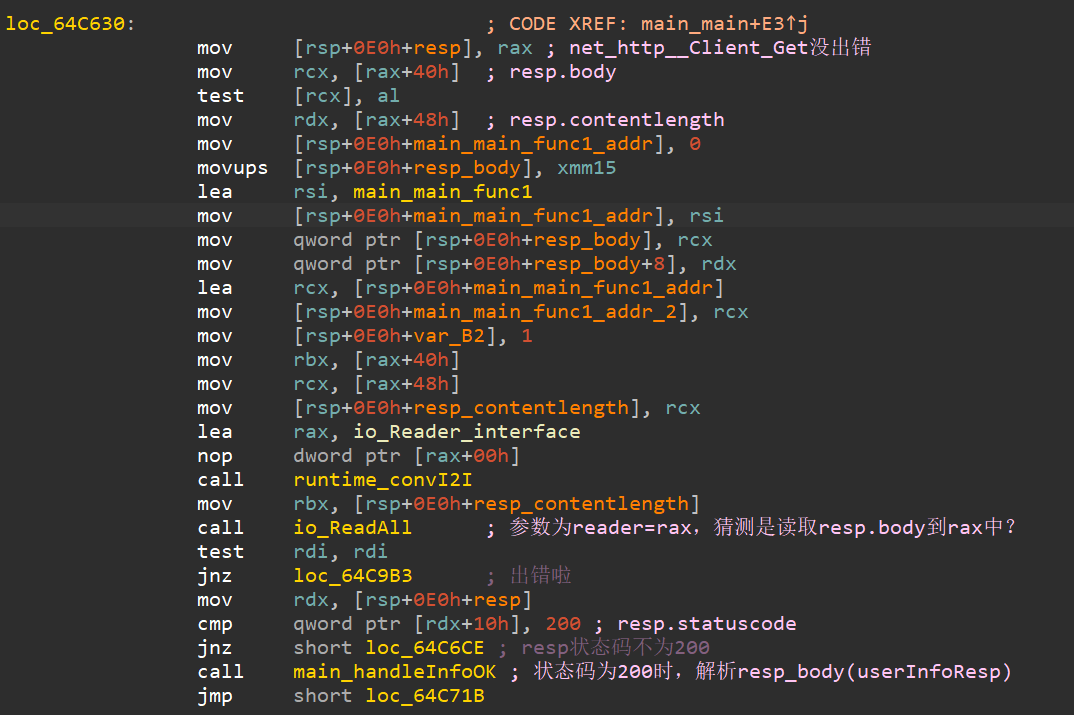 loc_64C630: ; CODE XREF: main_main+E3↑j
mov [rsp+0E0h+resp], rax ; net_http__Client_Get没出错
mov rcx, [rax+40h] ; resp.body
test [rcx], al
mov rdx, [rax+48h] ; resp.contentlength
mov [rsp+0E0h+main_main_func1_addr], 0
movups [rsp+0E0h+resp_body], xmm15
lea rsi, main_main_func1
mov [rsp+0E0h+main_main_func1_addr], rsi
mov qword ptr [rsp+0E0h+resp_body], rcx
mov qword ptr [rsp+0E0h+resp_body+8], rdx
lea rcx, [rsp+0E0h+main_main_func1_addr]
mov [rsp+0E0h+main_main_func1_addr_2], rcx
mov [rsp+0E0h+var_B2], 1
mov rbx, [rax+40h]
mov rcx, [rax+48h]
mov [rsp+0E0h+resp_contentlength], rcx
lea rax, io_Reader_interface
nop dword ptr [rax+00h]
call runtime_convI2I
mov rbx, [rsp+0E0h+resp_contentlength]
call io_ReadAll ; 参数为reader=rax，猜测是读取resp.body到rax中？
test rdi, rdi
jnz loc_64C9B3 ; 出错啦
mov rdx, [rsp+0E0h+resp]
cmp qword ptr [rdx+10h], 200 ; resp.statuscode
jnz short loc_64C6CE ; resp状态码不为200
call main_handleInfoOK ; 状态码为200时，解析resp_body(userInfoResp)
jmp short loc_64C71B